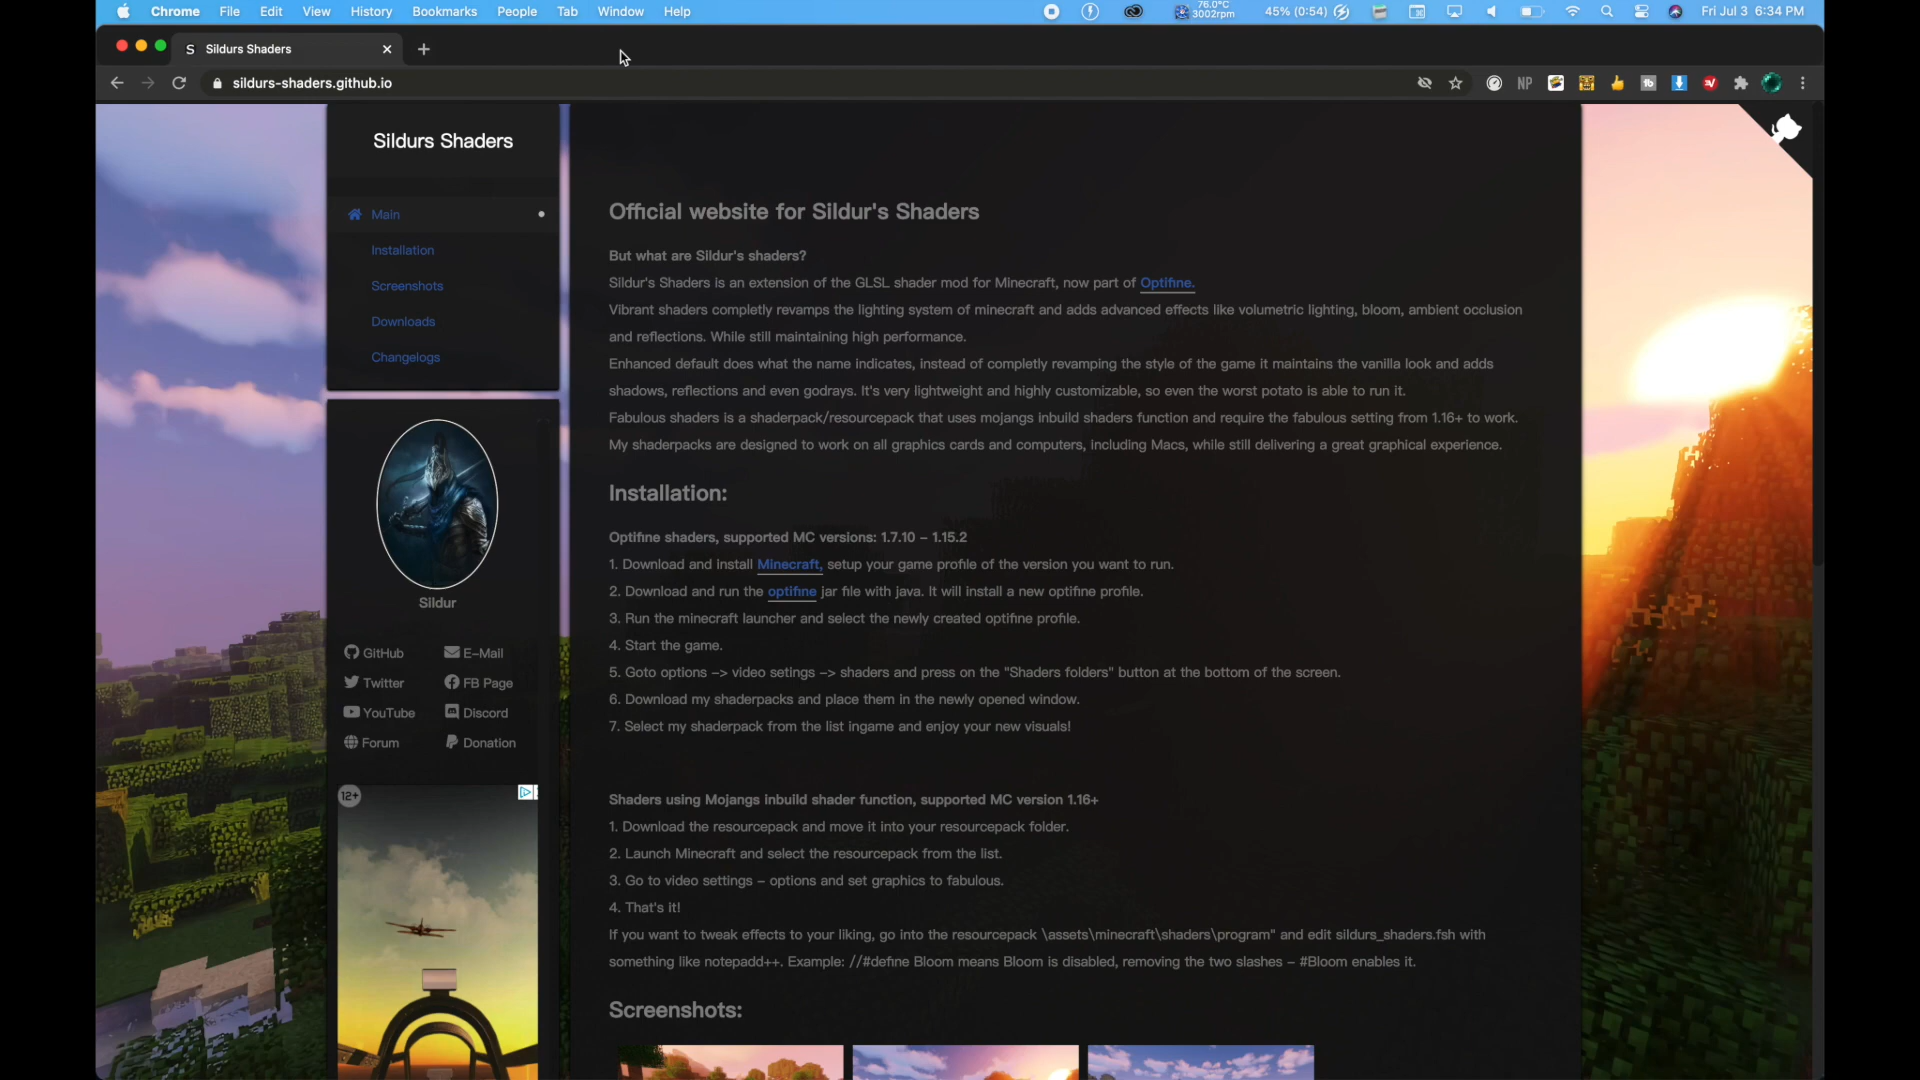 Chrome File Edit View History Bookmarks People Tab Window Help
76.0°C
3002rpm
45% (0:54)
Fri Jul 3 6:34 PM
S Sildurs Shaders
sildurs-shaders.github.io
NP
tb
Sildurs Shaders
Main
Installation
Screenshots
Downloads
Changelogs
Sildur
GitHub E-Mail
Twitter FB Page
YouTube Discord
Forum Donation
12+
Official website for Sildur's Shaders
But what are Sildur's shaders?
Sildur's Shaders is an extension of the GLSL shader mod for Minecraft, now part of Optifine.
Vibrant shaders completly revamps the lighting system of minecraft and adds advanced effects like volumetric lighting, bloom, ambient occlusion
and reflections. While still maintaining high performance.
Enhanced default does what the name indicates, instead of completly revamping the style of the game it maintains the vanilla look and adds
shadows, reflections and even godrays. It's very lightweight and highly customizable, so even the worst potato is able to run it.
Fabulous shaders is a shaderpack/resourcepack that uses mojangs inbuild shaders function and require the fabulous setting from 1.16+ to work.
My shaderpacks are designed to work on all graphics cards and computers, including Macs, while still delivering a great graphical experience.
Installation:
Optifine shaders, supported MC versions: 1.7.10 – 1.15.2
1. Download and install Minecraft, setup your game profile of the version you want to run.
2. Download and run the optifine jar file with java. It will install a new optifine profile.
3. Run the minecraft launcher and select the newly created optifine profile.
4. Start the game.
5. Goto options -> video setings -> shaders and press on the "Shaders folders" button at the bottom of the screen.
6. Download my shaderpacks and place them in the newly opened window.
7. Select my shaderpack from the list ingame and enjoy your new visuals!
Shaders using Mojangs inbuild shader function, supported MC version 1.16+
1. Download the resourcepack and move it into your resourcepack folder.
2. Launch Minecraft and select the resourcepack from the list.
3. Go to video settings – options and set graphics to fabulous.
4. That's it!
If you want to tweak effects to your liking, go into the resourcepack \assets\minecraft\shaders\program" and edit sildurs_shaders.fsh with
something like notepadd++. Example: //#define Bloom means Bloom is disabled, removing the two slashes – #Bloom enables it.
Screenshots: